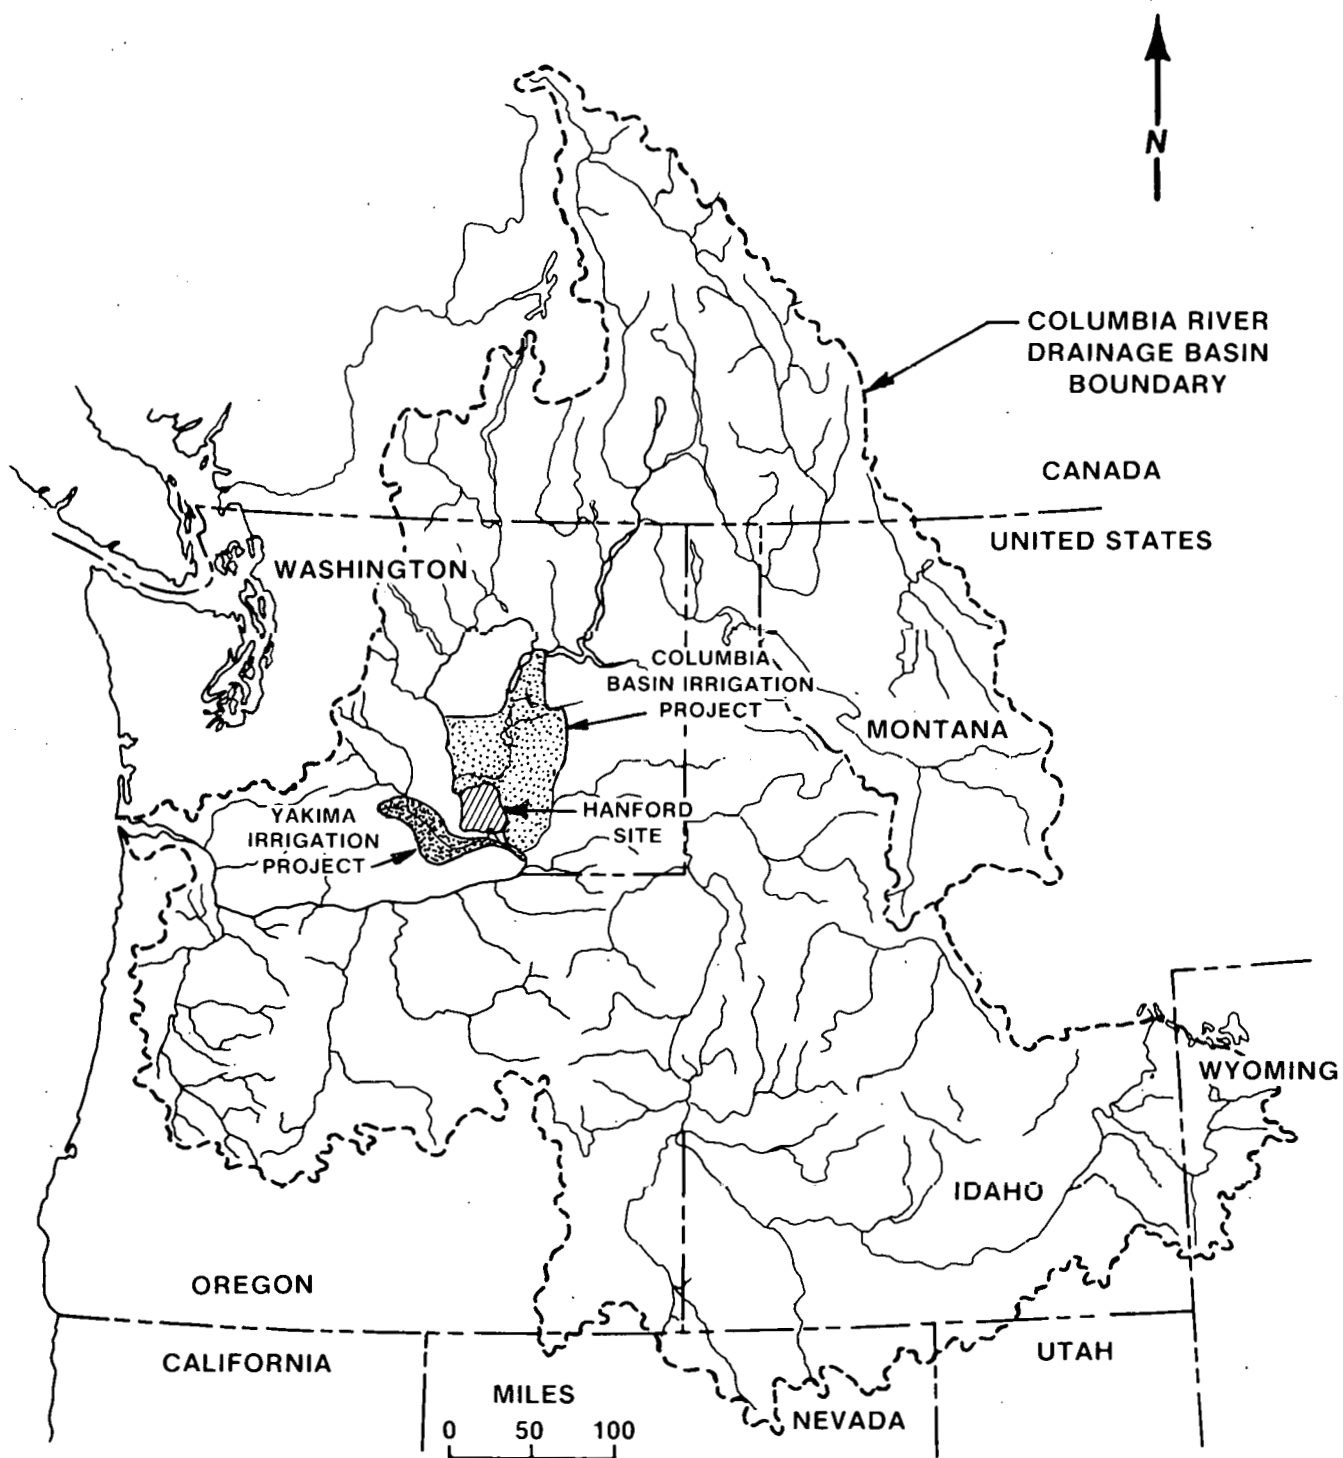 N
COLUMBIA RIVER
DRAINAGE BASIN
BOUNDARY
CANADA
UNITED STATES
WASHINGTON
COLUMBIA
BASIN IRRIGATION
PROJECT
MONTANA
HANFORD
SITE
YAKIMA
IRRIGATION
PROJECT
WYOMING
IDAHO
OREGON
CALIFORNIA
UTAH
MILES
NEVADA
0 50 100